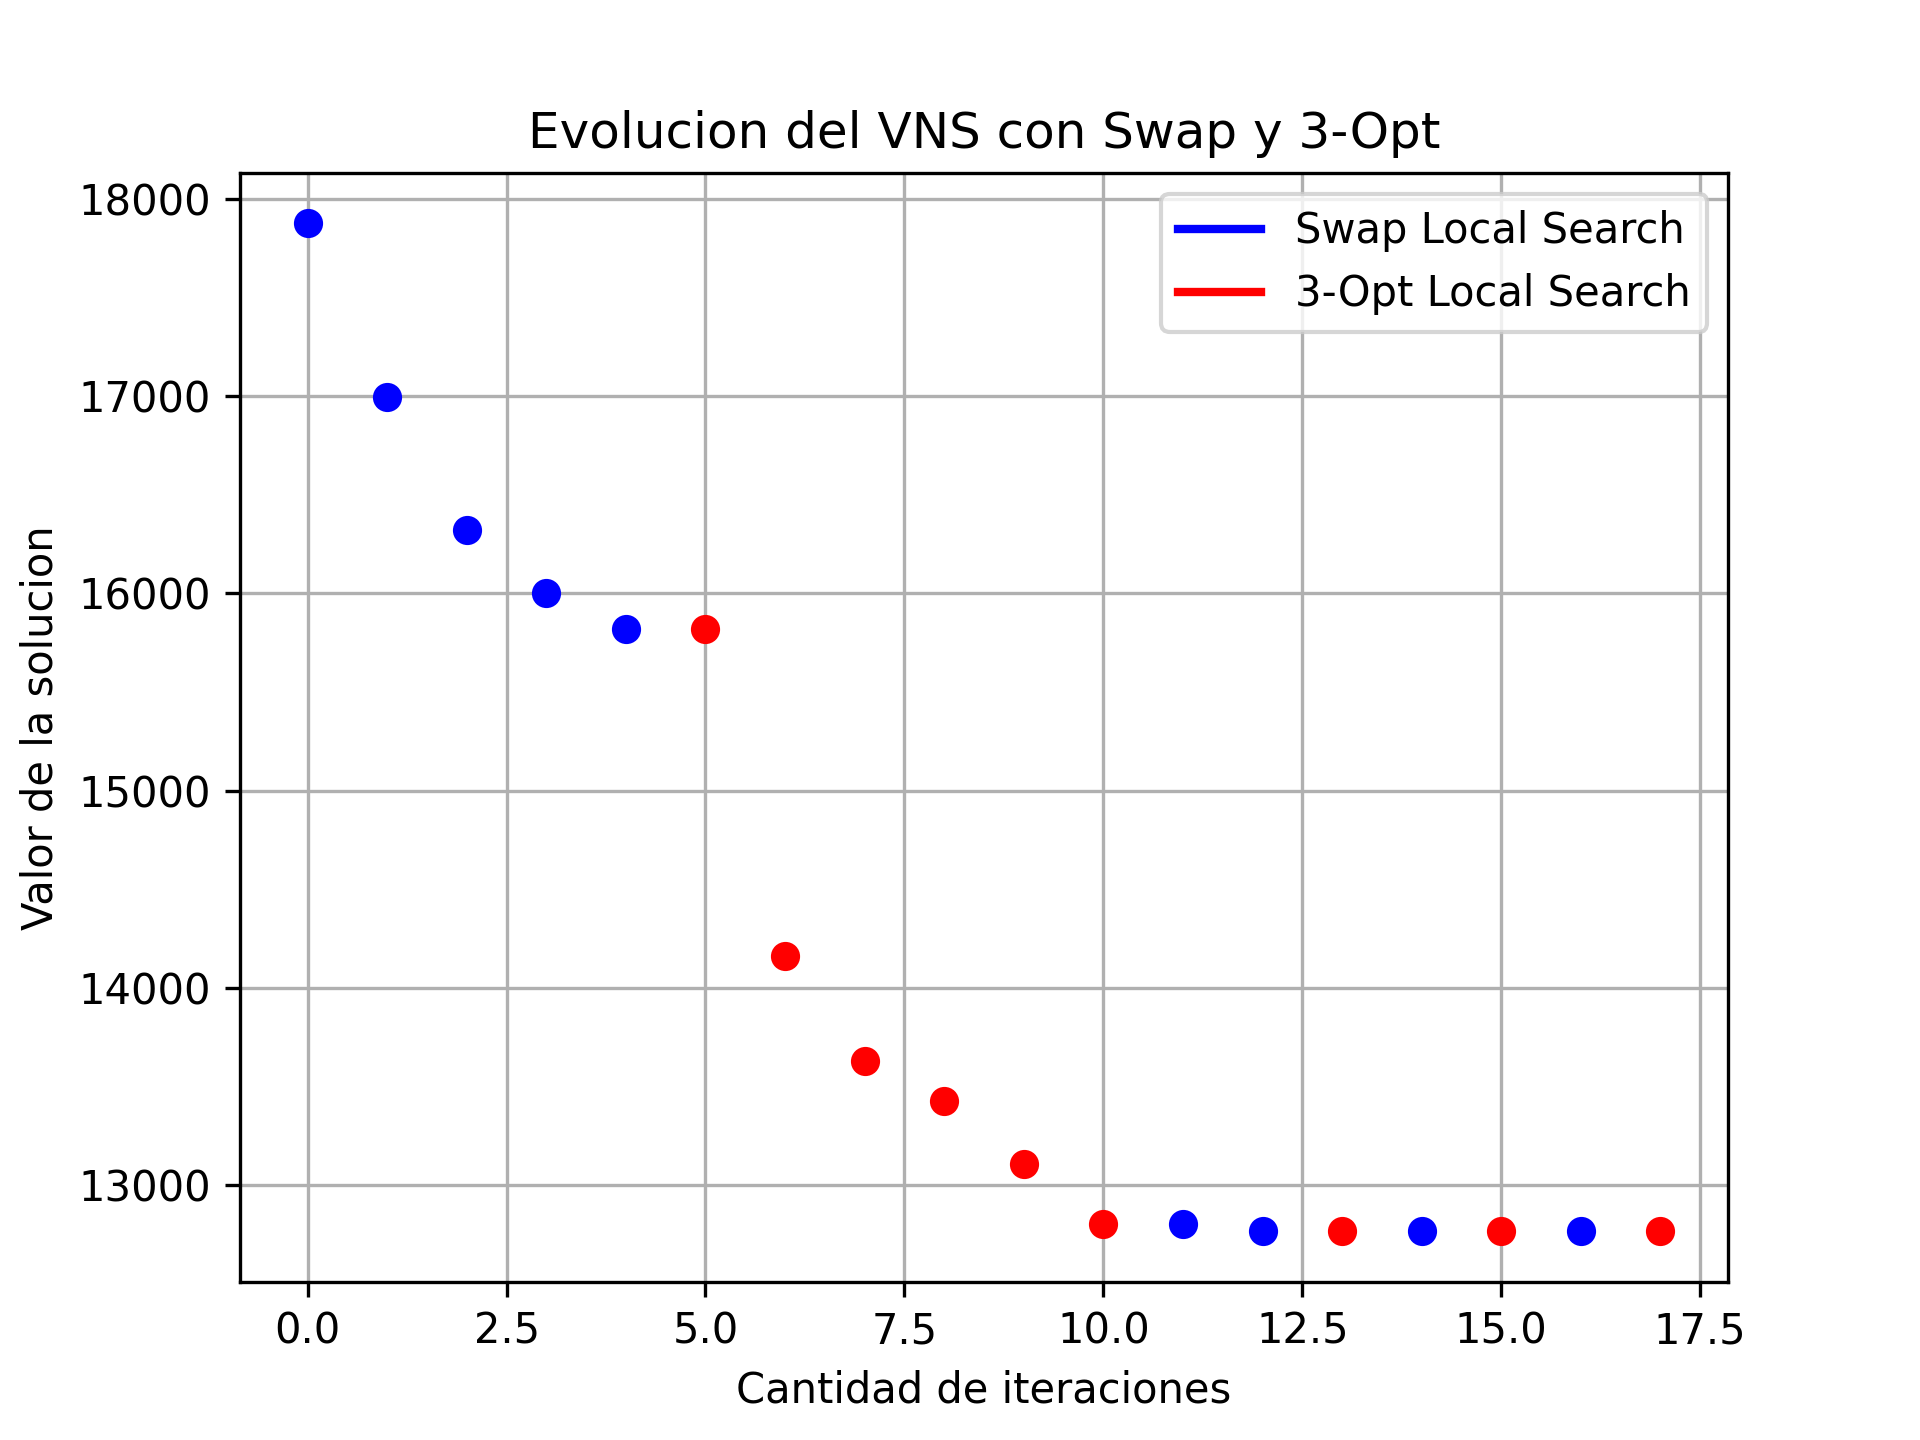 Evolucion del VNS con Swap y 3-Opt
Swap Local Search
3-Opt Local Search
18000
17000
16000
15000
14000
13000
Valor de la solucion
0.0 2.5 5.0 7.5 10.0 12.5 15.0 17.5
Cantidad de iteraciones